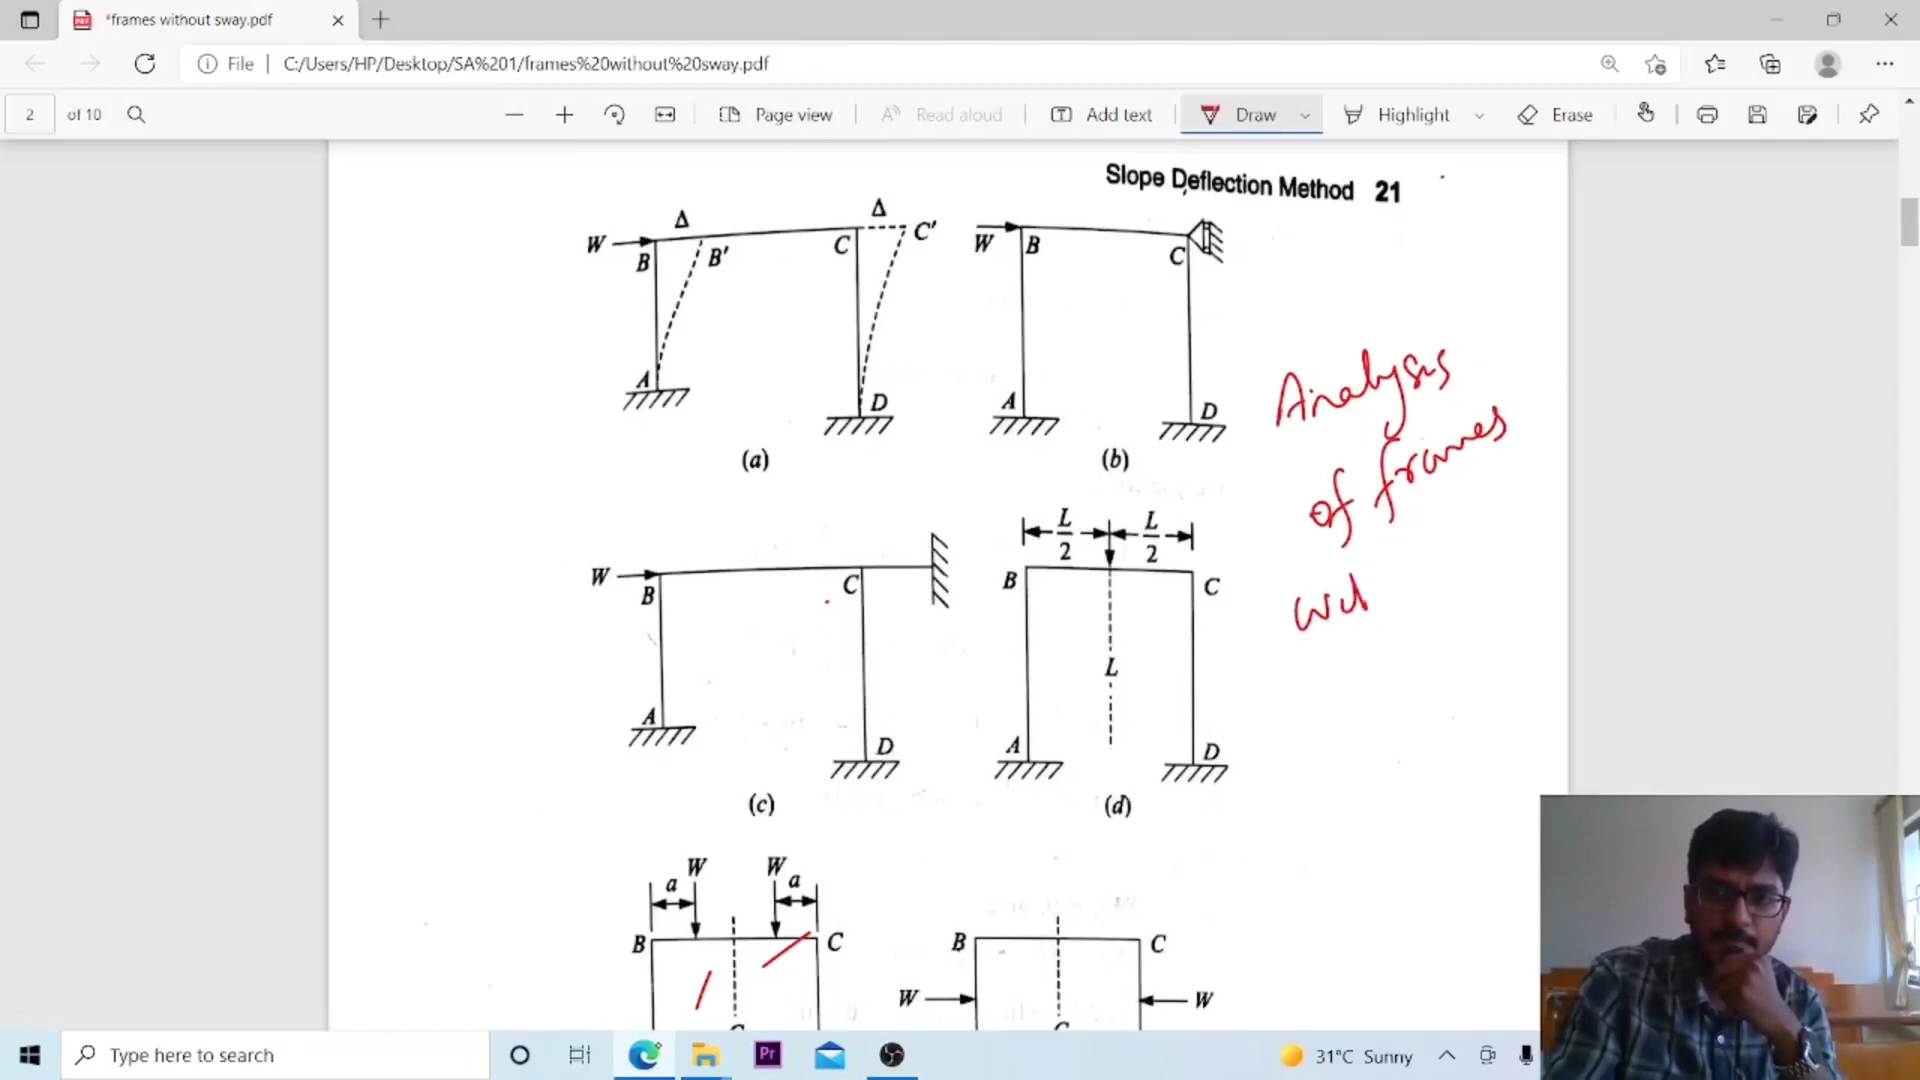 *frames without sway.pdf
File
C:/Users/HP/Desktop/SA%201/frames%20without%20sway.pdf
2 of 10
Page view
Read aloud
Add text
Draw
Highlight
Erase
Slope Deflection Method 21
Δ Δ
W B B' C C'
A D
(a)
W B C
A D
(b)
Analysis
of frames
W B C
A D
(c)
L/2 L/2
B C
L
A D
(d)
W W
a a
B C
B C
W W
Type here to search
Pr
31°C Sunny